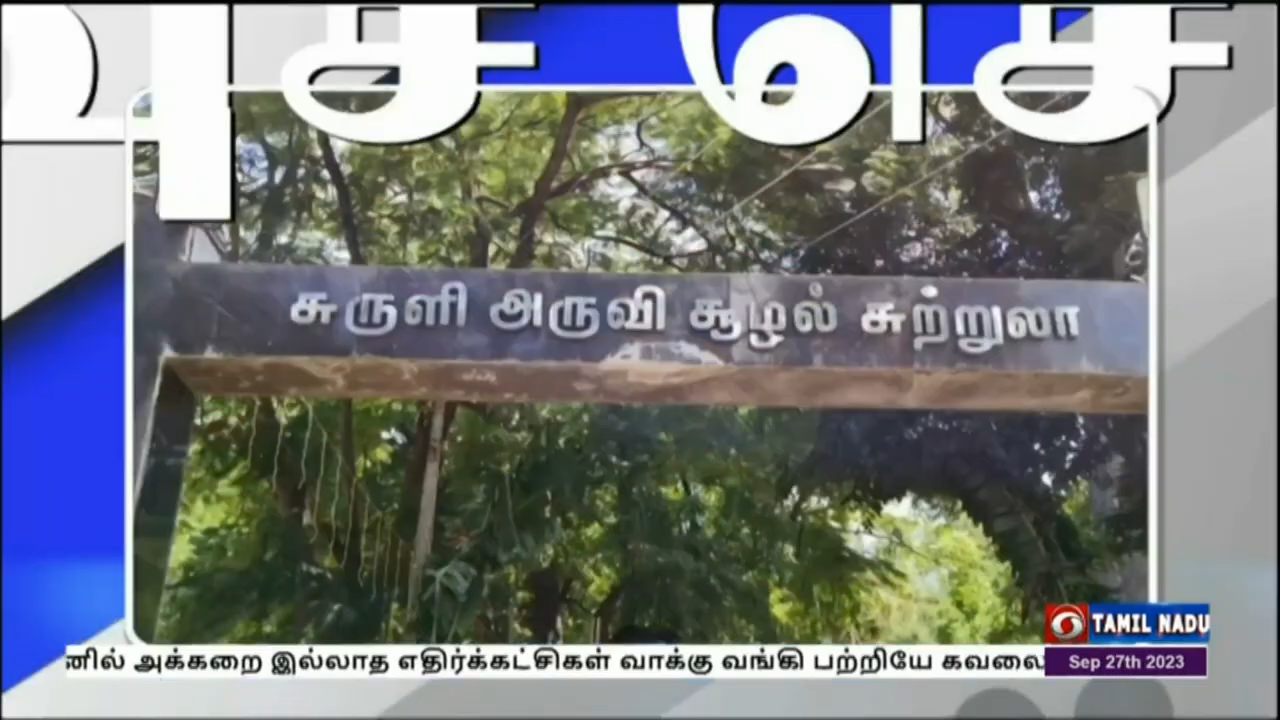 சுருளி அருவி சூழல் சுற்றுலா
TAMIL NADU
னில் அக்கறை இல்லாத எதிர்க்கட்சிகள் வாக்கு வங்கி பற்றியே கவலை
Sep 27th 2023